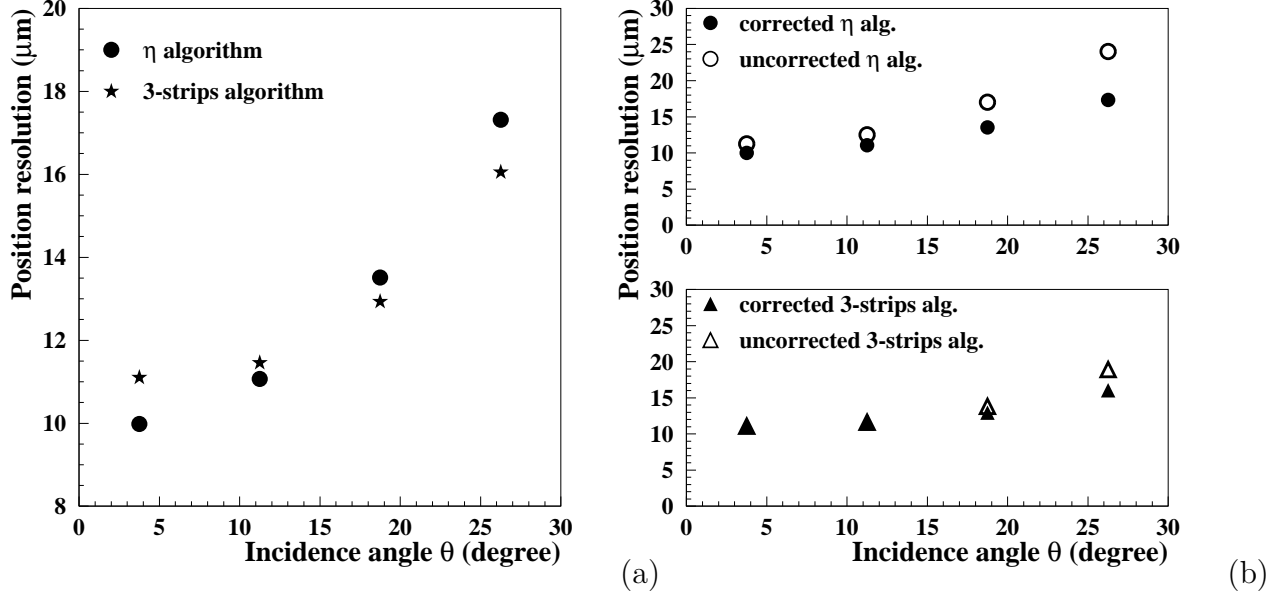 Position resolution (μm)
20
18
16
14
12
10
8
η algorithm
3-strips algorithm
0 5 10 15 20 25 30
Incidence angle θ (degree)
(a)
Position resolution (μm)
30
25
20
15
10
5
0
corrected η alg.
uncorrected η alg.
0 5 10 15 20 25 30
30
25
20
15
10
5
0
corrected 3-strips alg.
uncorrected 3-strips alg.
0 5 10 15 20 25 30
Incidence angle θ (degree)
(b)